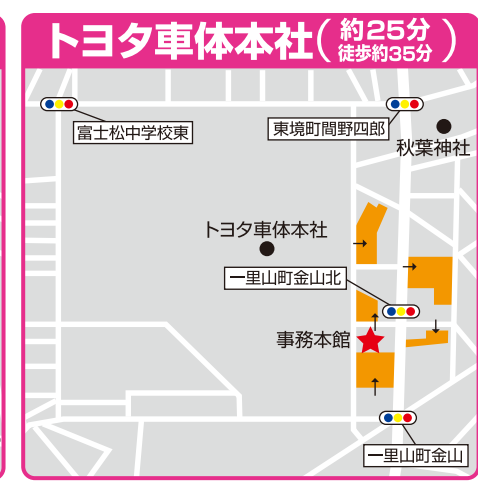 トヨタ車体本社(約25分 徒歩約35分)
富士松中学校東
東境町間野四郎
秋葉神社
トヨタ車体本社
一里山町金山北
事務本館
一里山町金山